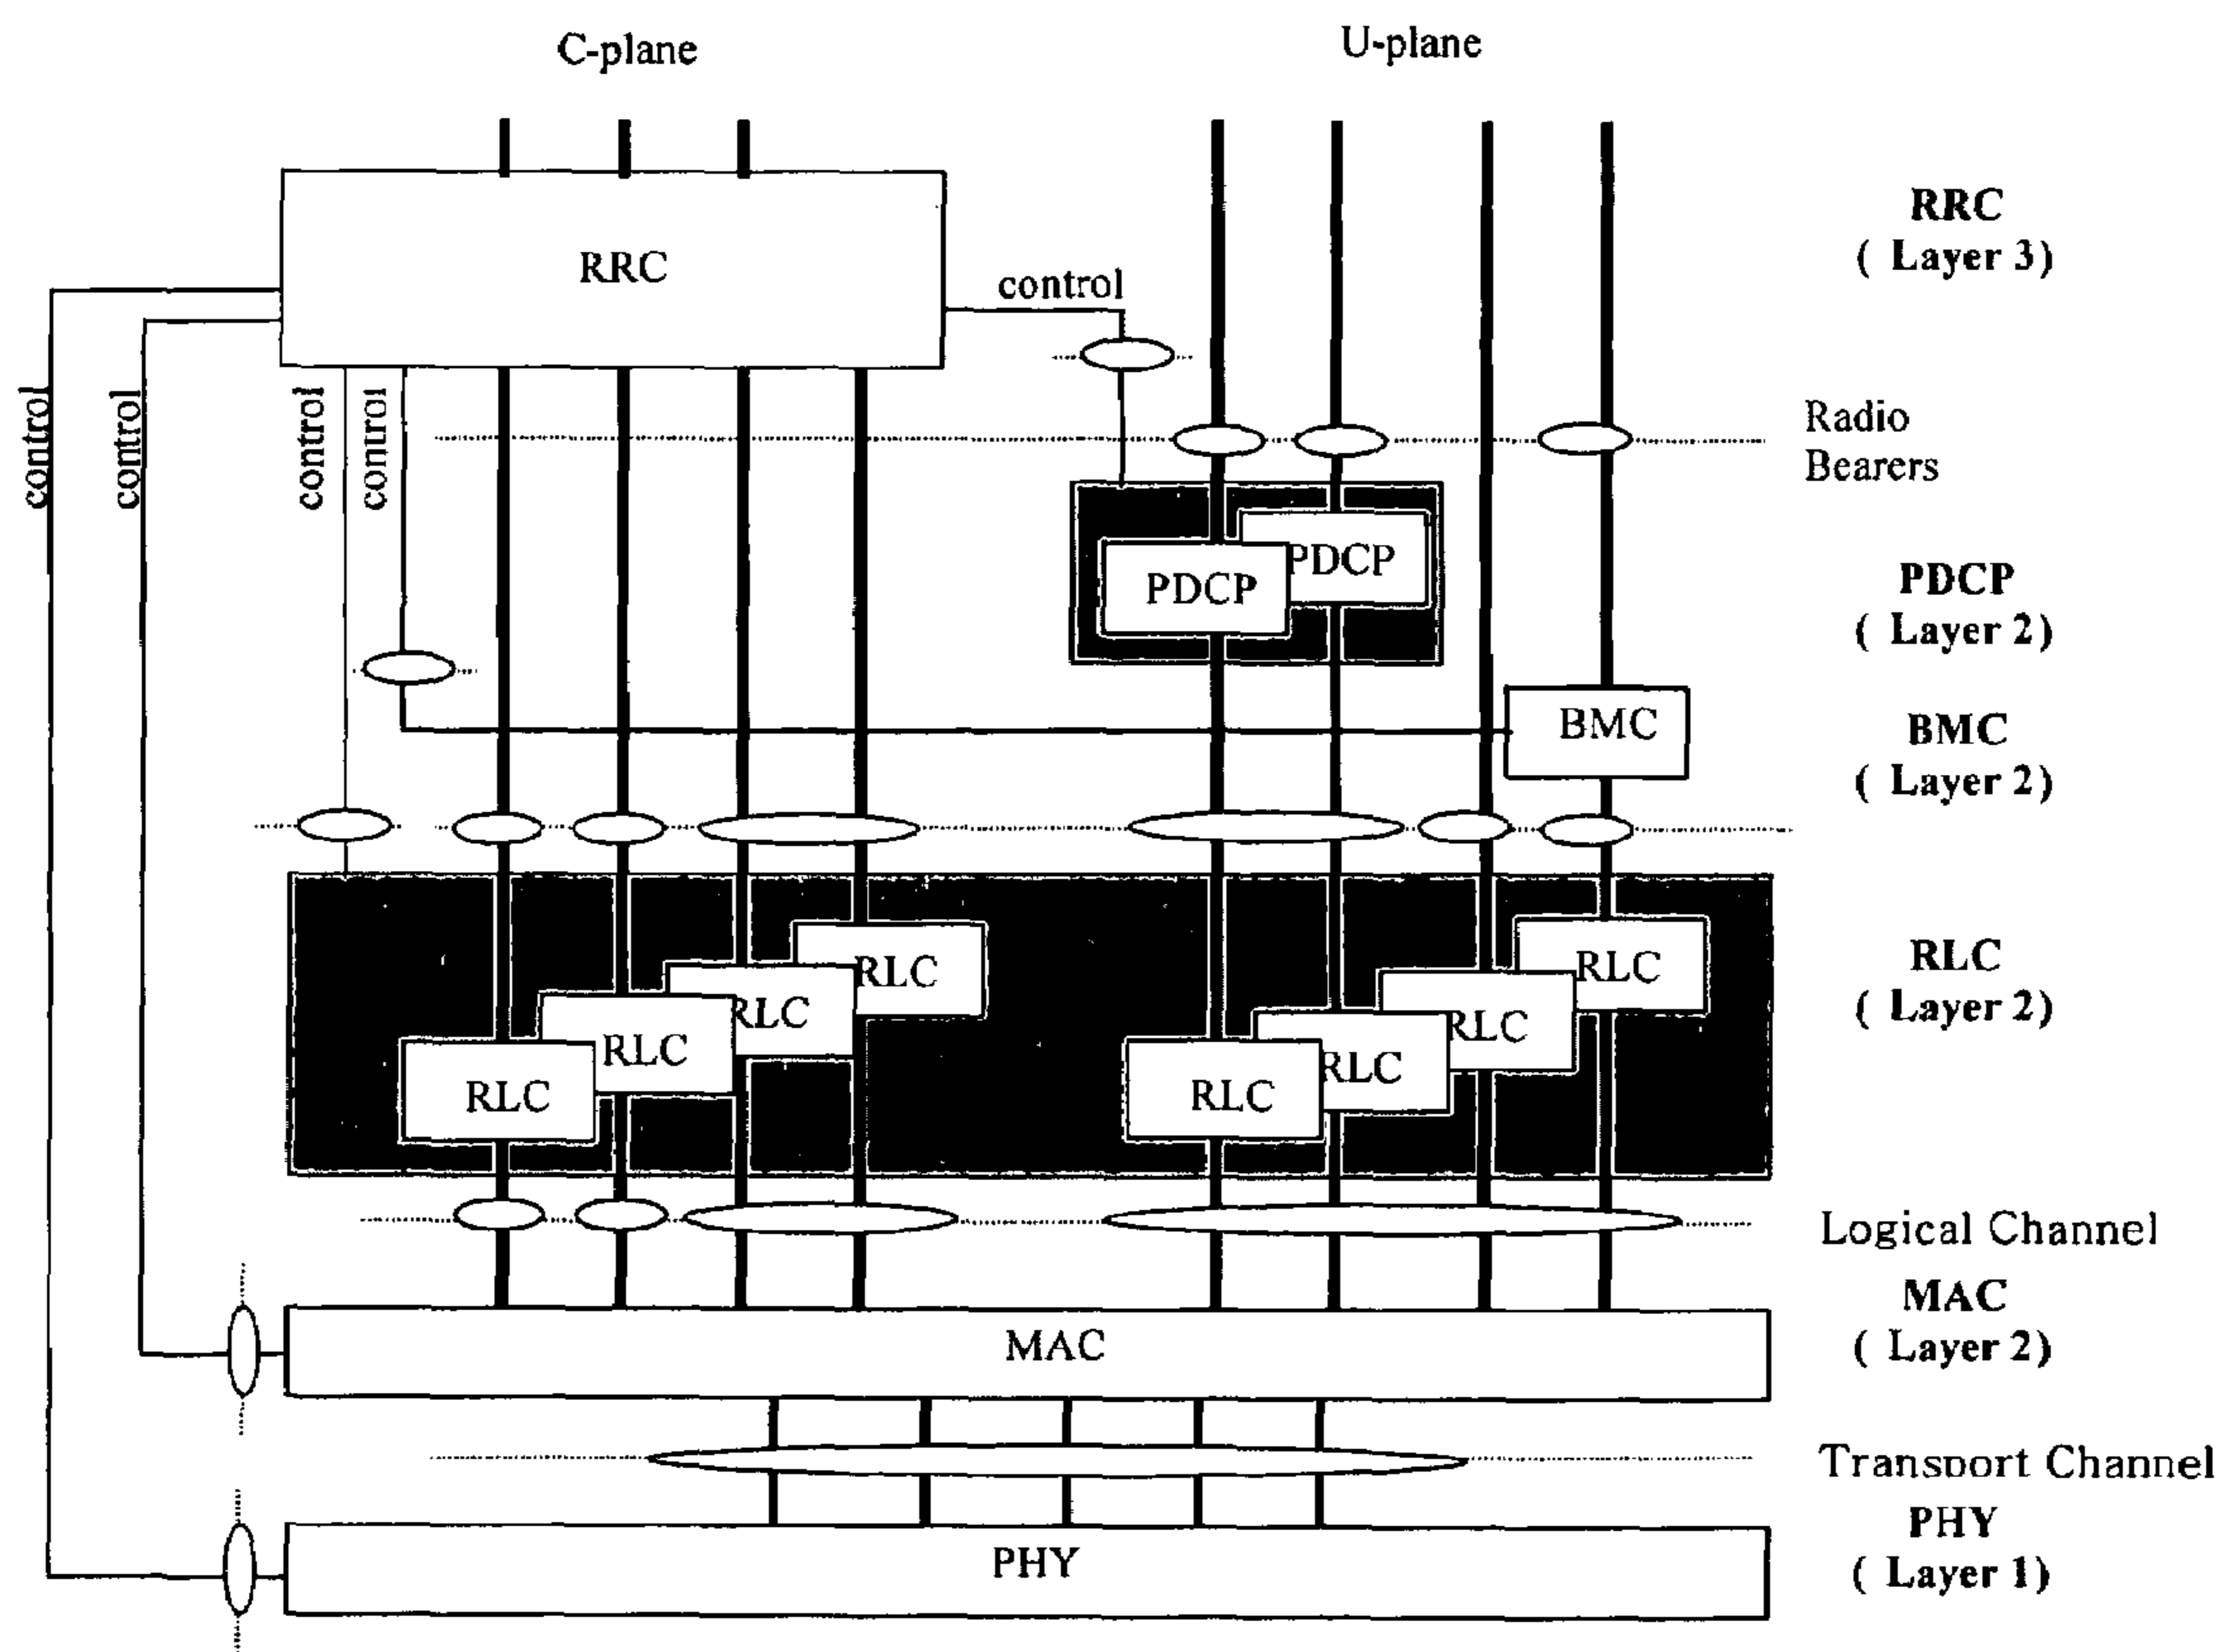 C-plane
U-plane
RRC
control
control
control
control
control
RRC
( Layer 3)
Radio
Bearers
PDCP
PDCP
PDCP
( Layer 2)
BMC
BMC
( Layer 2)
RLC
RLC
RLC
RLC
RLC
RLC
RLC
RLC
RLC
( Layer 2)
Logical Channel
MAC
MAC
( Layer 2)
Transport Channel
PHY
PHY
( Layer 1)